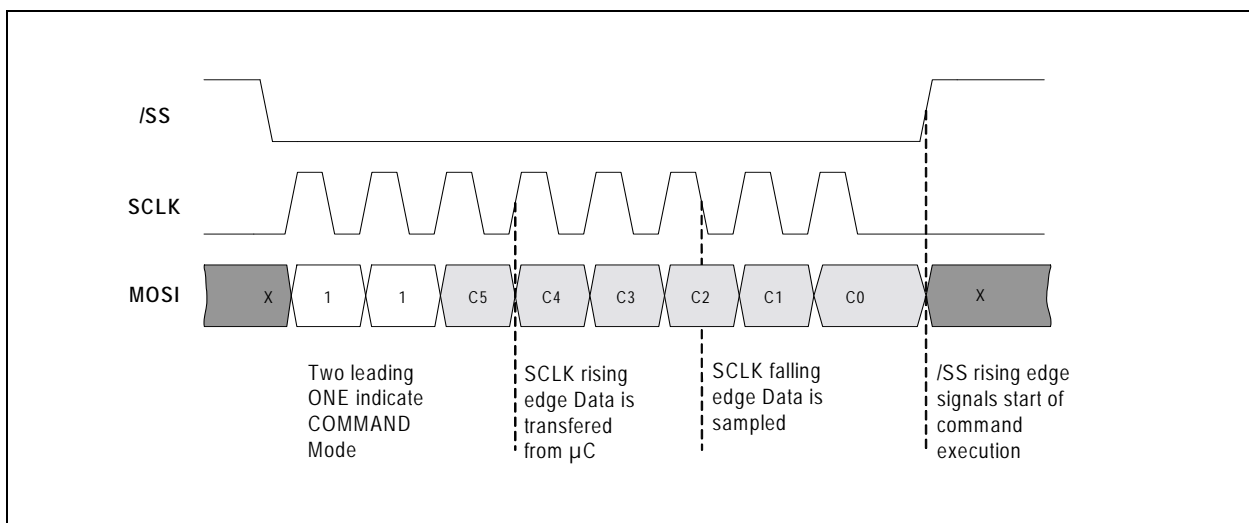 /SS
SCLK
MOSI
X
1
1
C5
C4
C3
C2
C1
C0
X
Two leading
ONE indicate
COMMAND
Mode
SCLK rising
edge Data is
transfered
from µC
SCLK falling
edge Data is
sampled
/SS rising edge
signals start of
command
execution